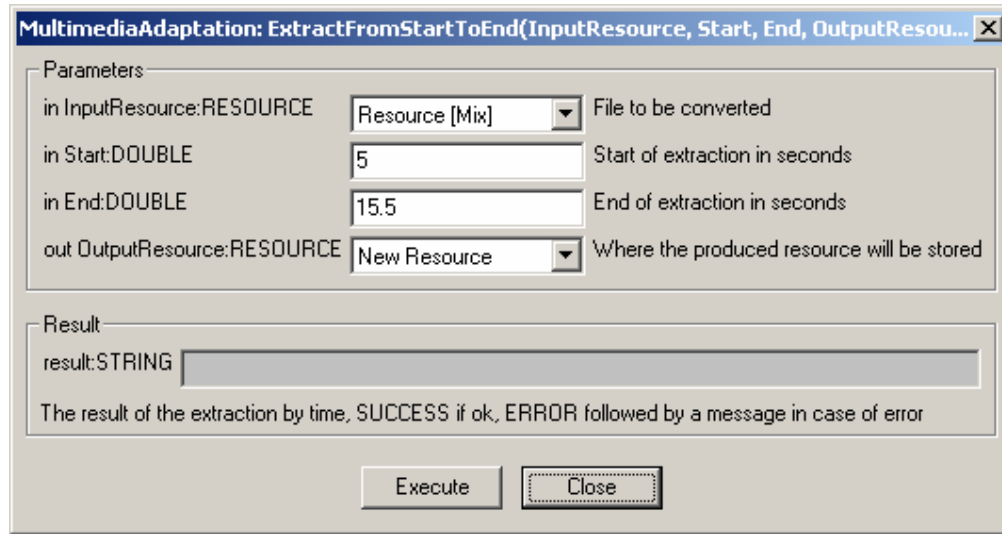 MultimediaAdaptation: ExtractFromStartToEnd(InputResource, Start, End, OutputResou...
Parameters
in InputResource:RESOURCE Resource [Mix] File to be converted
in Start:DOUBLE 5 Start of extraction in seconds
in End:DOUBLE 15.5 End of extraction in seconds
out OutputResource:RESOURCE New Resource Where the produced resource will be stored
Result
result:STRING
The result of the extraction by time, SUCCESS if ok, ERROR followed by a message in case of error
Execute Close